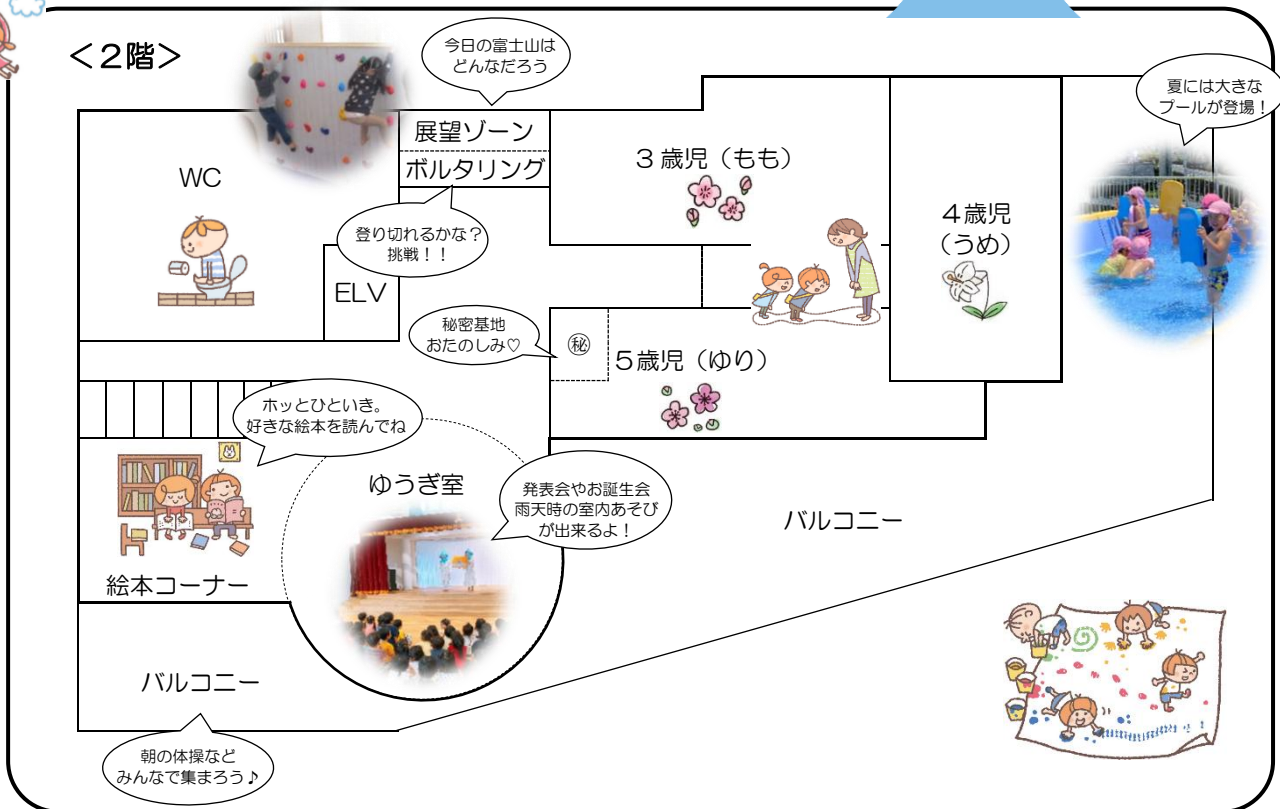 ＜２階＞
今日の富士山は
どんなだろう
夏には大きな
プールが登場！
展望ゾーン
ボルタリング
WC
３歳児（もも）
４歳児
（うめ）
登り切れるかな？
挑戦！！
ELV
秘密基地
おたのしみ♡
㊙
５歳児（ゆり）
ホッとひといき。
好きな絵本を読んでね
ゆうぎ室
発表会やお誕生会
雨天時の室内あそび
が出来るよ！
バルコニー
絵本コーナー
バルコニー
朝の体操など
みんなで集まろう♪